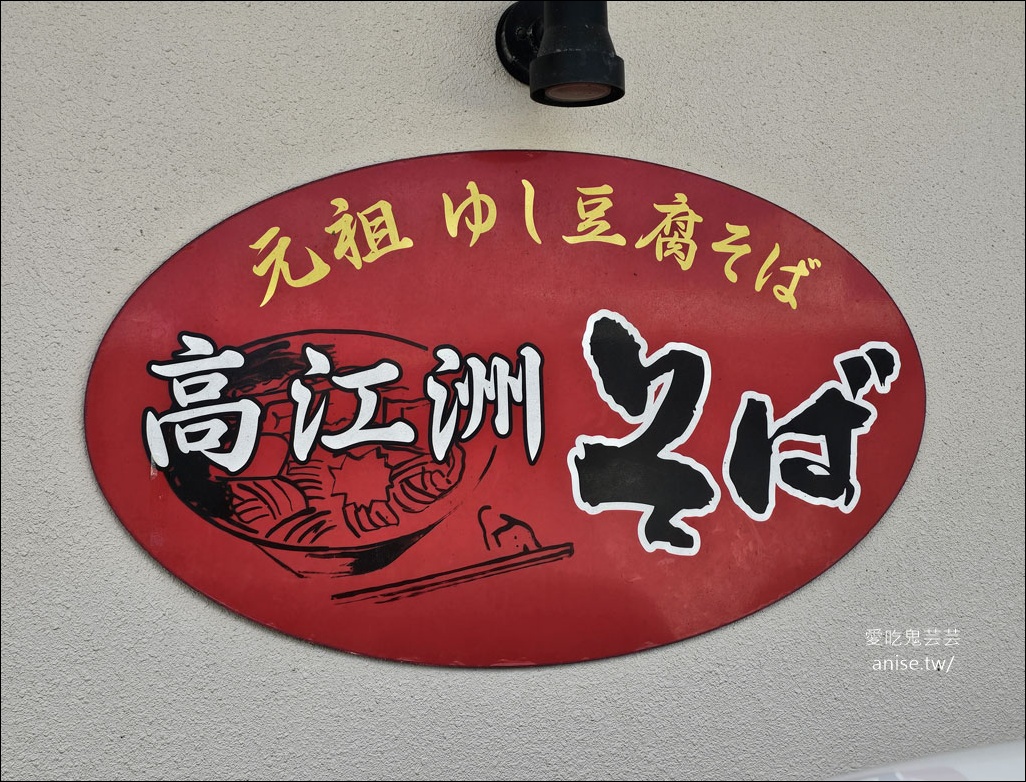 元祖 ゆし豆腐そば
高江洲そば
愛吃鬼芸芸
anise.tw/